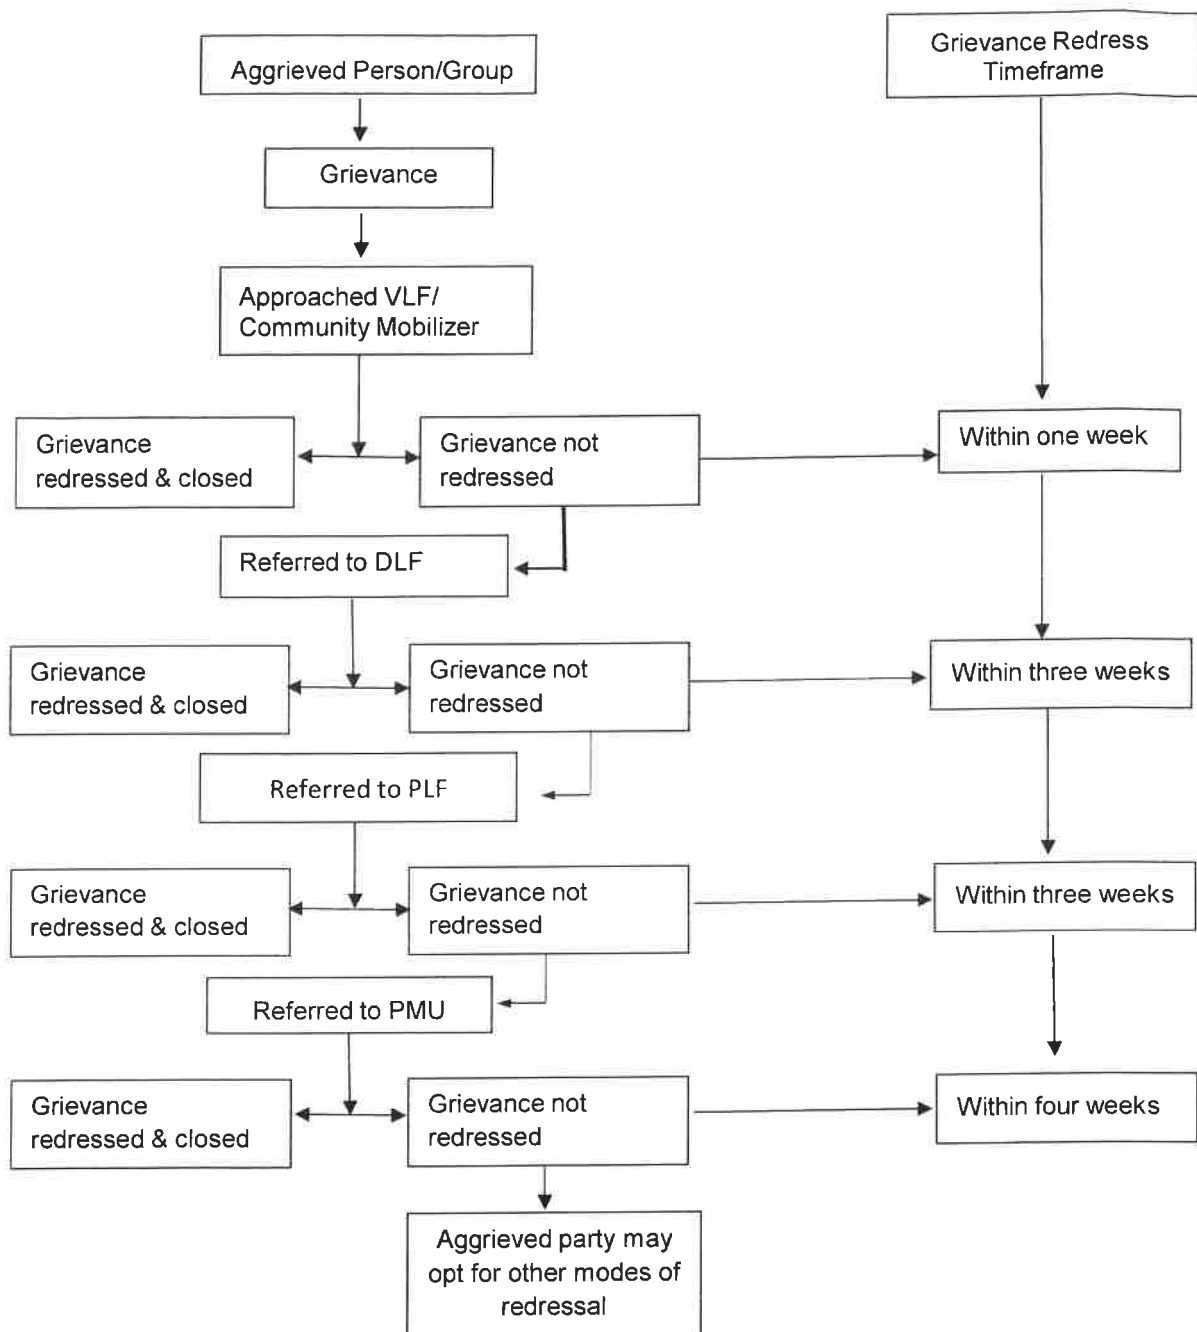 Aggrieved Person/Group
Grievance Redress
Timeframe
Grievance
Approached VLF/
Community Mobilizer
Grievance
redressed & closed
Grievance not
redressed
Within one week
Referred to DLF
Grievance
redressed & closed
Grievance not
redressed
Within three weeks
Referred to PLF
Grievance
redressed & closed
Grievance not
redressed
Within three weeks
Referred to PMU
Grievance
redressed & closed
Grievance not
redressed
Within four weeks
Aggrieved party may
opt for other modes of
redressal